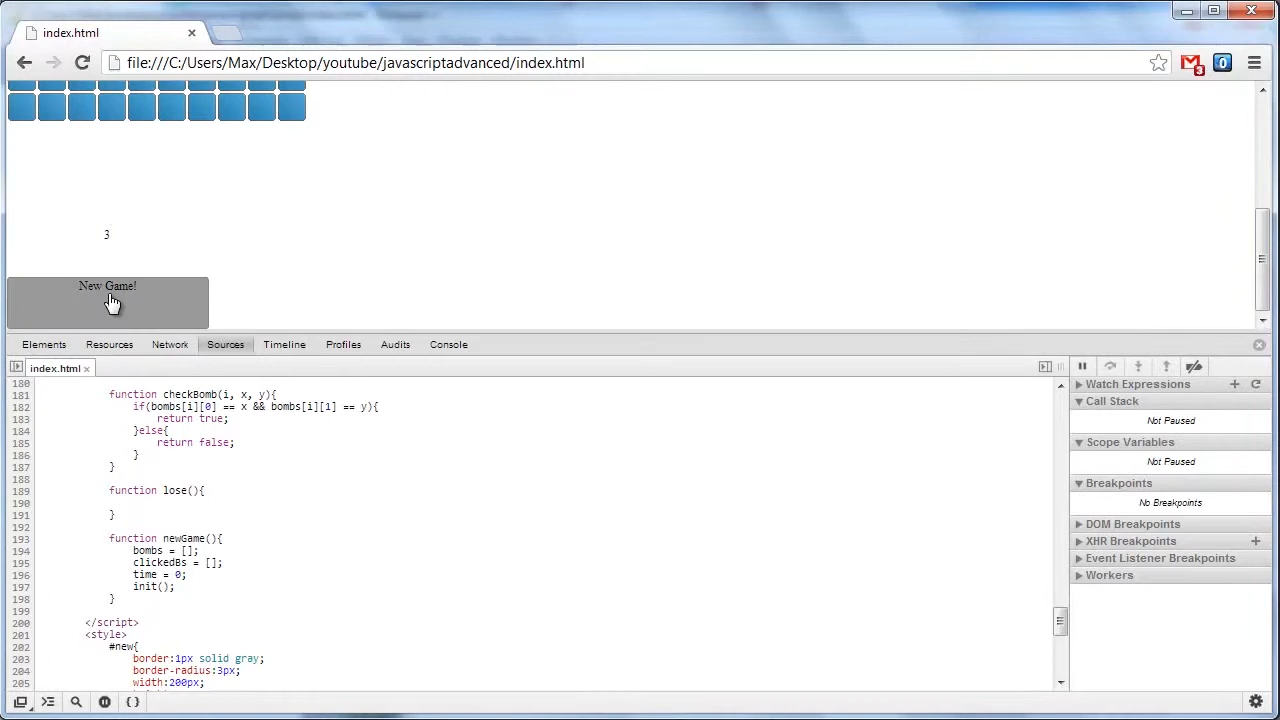 index.html
file:///C:/Users/Max/Desktop/youtube/javascriptadvanced/index.html
3
0
3
New Game!
Elements Resources Network Sources Timeline Profiles Audits Console
index.html
180
181 function checkBomb(i, x, y){
182 if(bombs[i][0] == x && bombs[i][1] == y){
183 return true;
184 }else{
185 return false;
186 }
187 }
188
189 function lose(){
190
191 }
192
193 function newGame(){
194 bombs = [];
195 clickedBs = [];
196 time = 0;
197 init();
198 }
199
200 </script>
201 <style>
202 #new{
203 border:1px solid gray;
204 border-radius:3px;
205 width:200px;
Watch Expressions
Call Stack
Not Paused
Scope Variables
Not Paused
Breakpoints
No Breakpoints
DOM Breakpoints
XHR Breakpoints
Event Listener Breakpoints
Workers